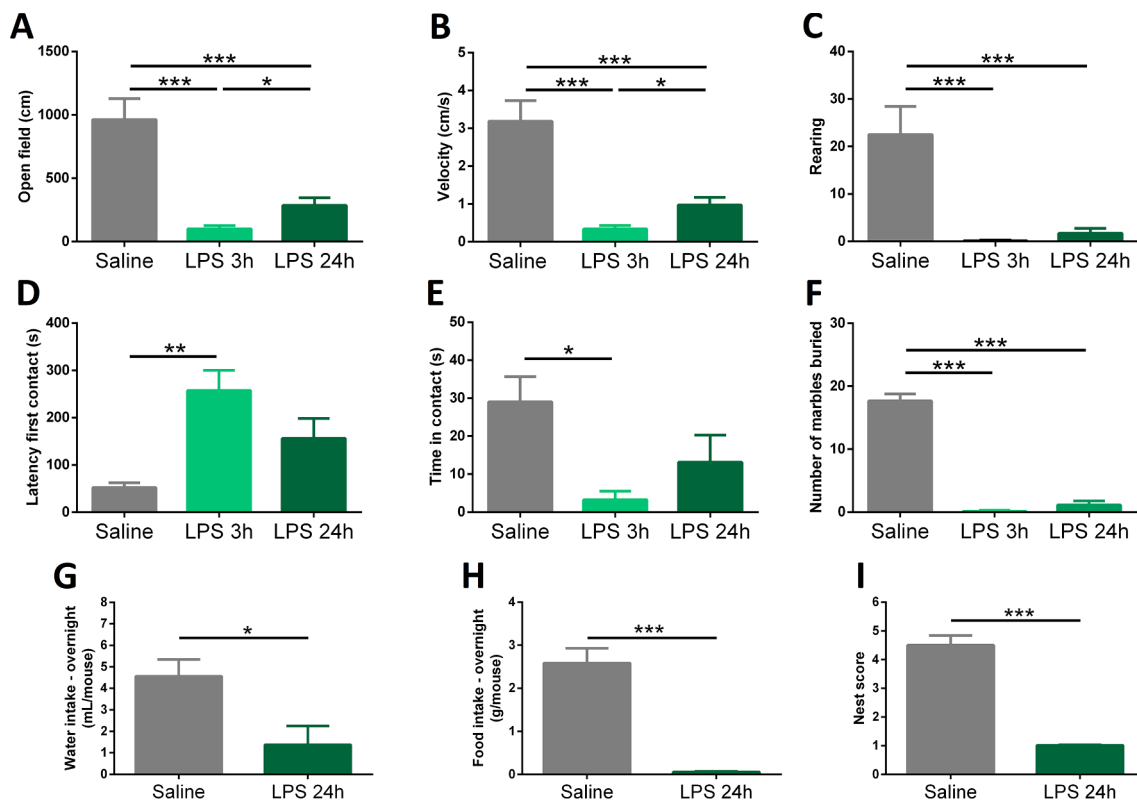 A
Open field (cm)
1500
1000
500
0
***
***
*
Saline
LPS 3h
LPS 24h
B
Velocity (cm/s)
5
4
3
2
1
0
***
***
*
Saline
LPS 3h
LPS 24h
C
Rearing
40
30
20
10
0
***
***
Saline
LPS 3h
LPS 24h
D
Latency first contact (s)
400
300
200
100
0
**
Saline
LPS 3h
LPS 24h
E
Time in contact (s)
50
40
30
20
10
0
*
Saline
LPS 3h
LPS 24h
F
Number of marbles buried
30
20
10
0
***
***
Saline
LPS 3h
LPS 24h
G
Water intake - overnight
(mL/mouse)
8
7
6
5
4
3
2
1
0
*
Saline
LPS 24h
H
Food intake - overnight
(g/mouse)
4
3
2
1
0
***
Saline
LPS 24h
I
Nest score
6
5
4
3
2
1
0
***
Saline
LPS 24h